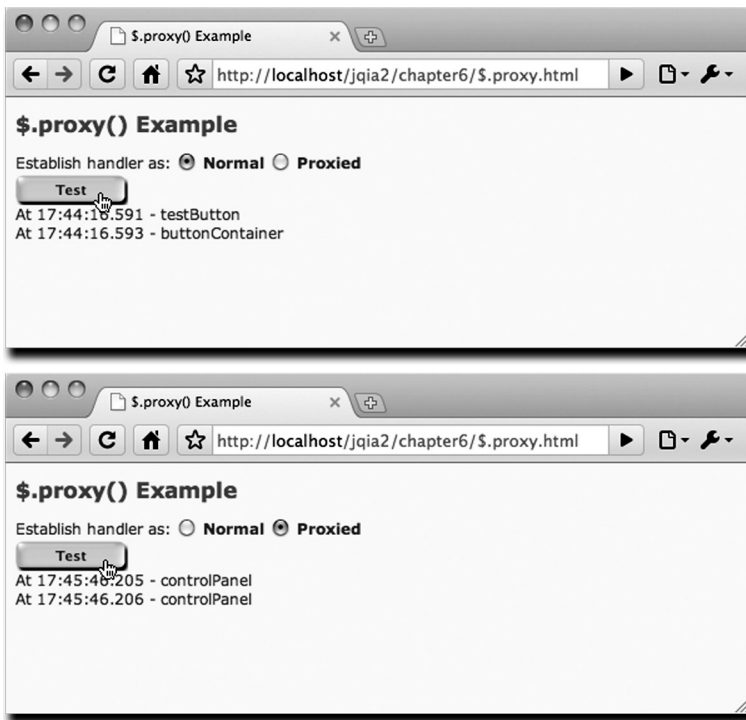 $.proxy() Example
http://localhost/jqia2/chapter6/$.proxy.html
$.proxy() Example
Establish handler as: Normal Proxied
Test
At 17:44:16.591 - testButton
At 17:44:16.593 - buttonContainer
$.proxy() Example
http://localhost/jqia2/chapter6/$.proxy.html
$.proxy() Example
Establish handler as: Normal Proxied
Test
At 17:45:46.205 - controlPanel
At 17:45:46.206 - controlPanel